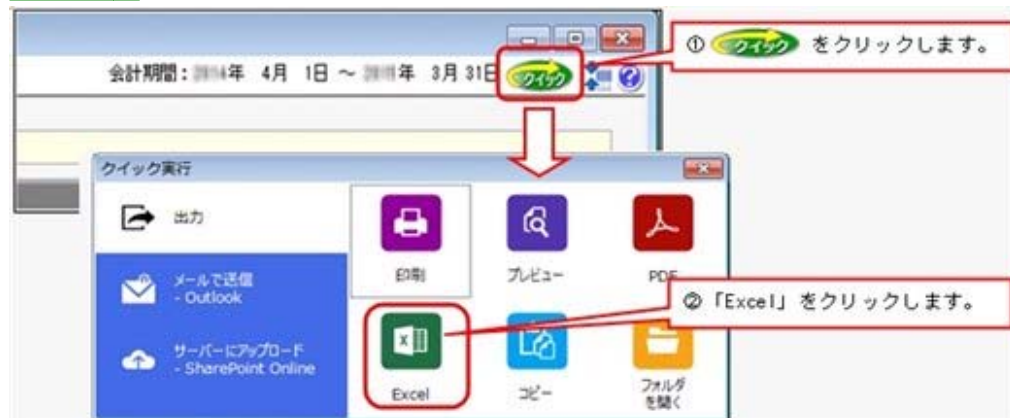 ① クイック をクリックします。
会計期間： 年 4月 1日 ～ 年 3月 31日 クイック
クイック実行
出力
印刷
プレビュー
PDF
メールで送信
- Outlook
② 「Excel」をクリックします。
サーバーにアップロード
- SharePoint Online
Excel
コピー
フォルダ
を開く